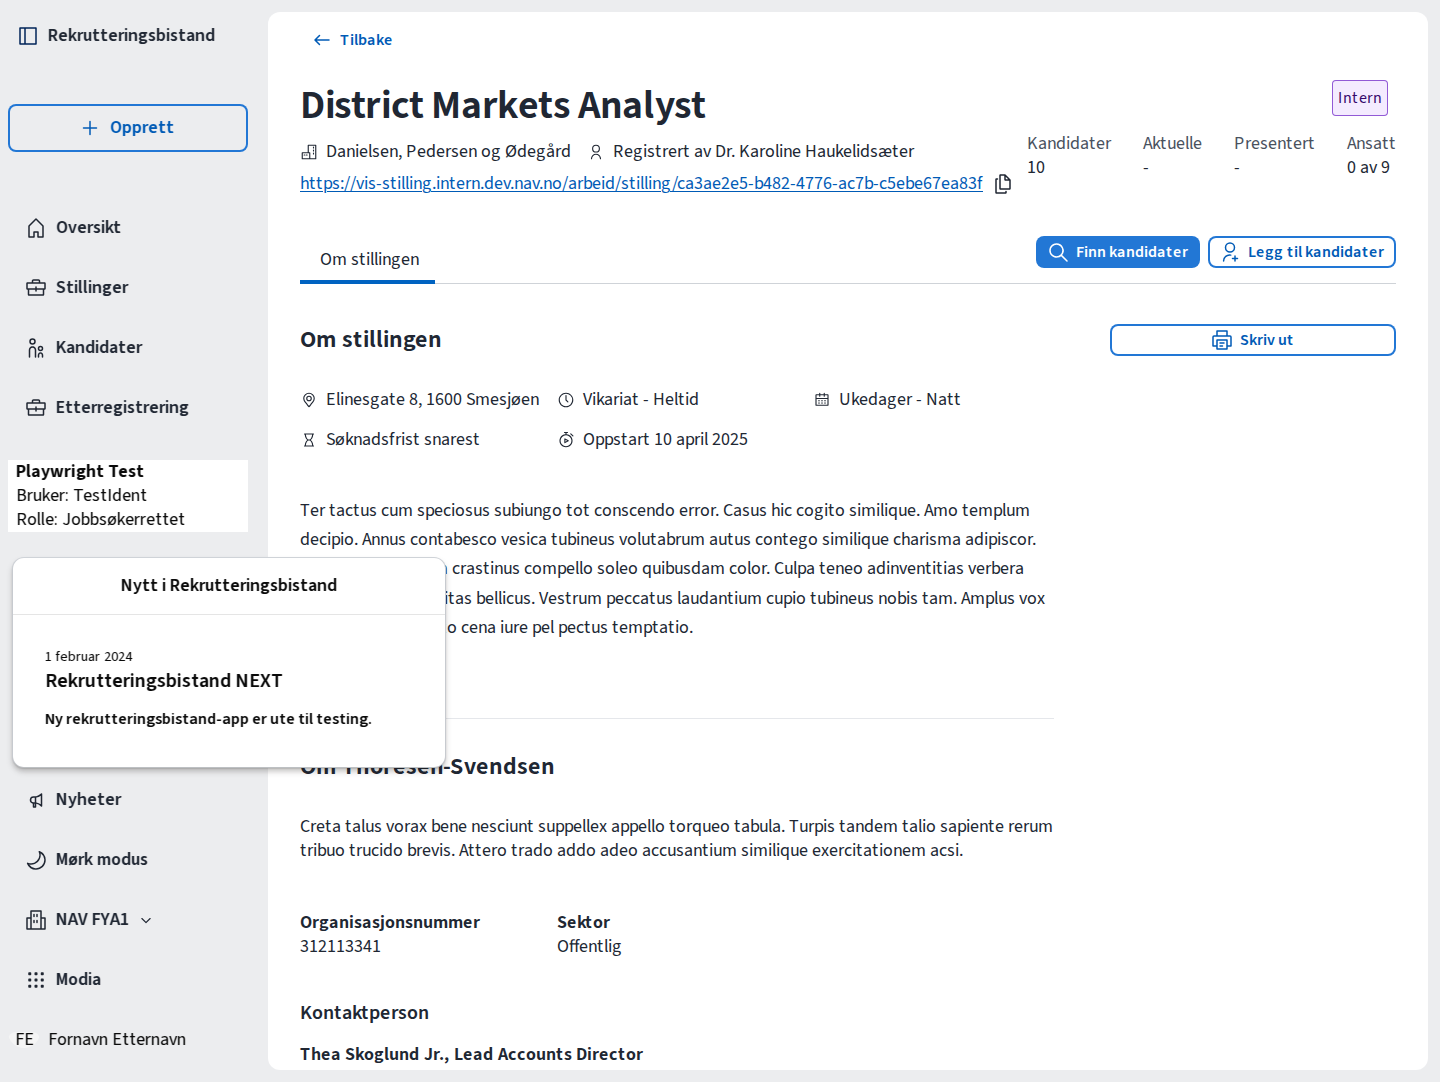 Rekrutteringsbistand
Opprett
Oversikt
Stillinger
Kandidater
Etterregistrering
Playwright Test
Bruker: TestIdent
Rolle: Jobbsøkerrettet
Nytt i Rekrutteringsbistand
1 februar 2024
Rekrutteringsbistand NEXT
Ny rekrutteringsbistand-app er ute til testing.
Nyheter
Mørk modus
NAV FYA1
Modia
FE Fornavn Etternavn
Tilbake
District Markets Analyst
Intern
Danielsen, Pedersen og Ødegård Registrert av Dr. Karoline Haukelidsæter
https://vis-stilling.intern.dev.nav.no/arbeid/stilling/ca3ae2e5-b482-4776-ac7b-c5ebe67ea83f
Kandidater Aktuelle Presentert Ansatt
10 - - 0 av 9
Om stillingen
Finn kandidater
Legg til kandidater
Om stillingen
Skriv ut
Elinesgate 8, 1600 Smesjøen Vikariat - Heltid Ukedager - Natt
Søknadsfrist snarest Oppstart 10 april 2025
Ter tactus cum speciosus subiungo tot conscendo error. Casus hic cogito similique. Amo templum
decipio. Annus contabesco vesica tubineus volutabrum autus contego similique charisma adipiscor.
crastinus compello soleo quibusdam color. Culpa teneo adinventitias verbera
bellicus. Vestrum peccatus laudantium cupio tubineus nobis tam. Amplus vox
cena iure pel pectus temptatio.
Om Thoresen-Svendsen
Creta talus vorax bene nesciunt suppellex appello torqueo tabula. Turpis tandem talio sapiente rerum
tribuo trucido brevis. Attero trado addo adeo accusantium similique exercitationem acsi.
Organisasjonsnummer Sektor
312113341 Offentlig
Kontaktperson
Thea Skoglund Jr., Lead Accounts Director